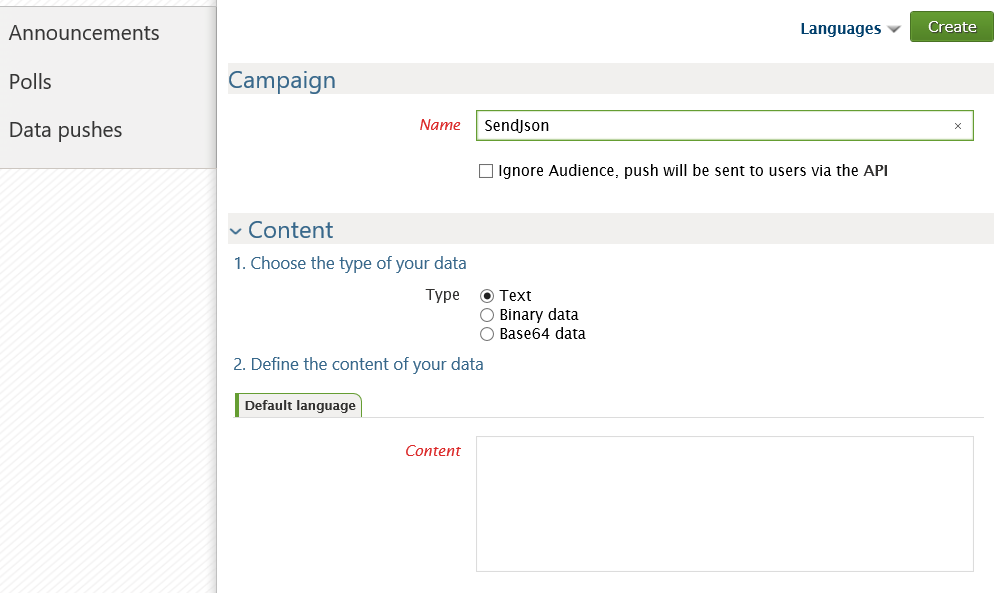 Announcements
Polls
Data pushes
Languages
Create
Campaign
Name
SendJson
×
Ignore Audience, push will be sent to users via the API
Content
1. Choose the type of your data
Type
Text
Binary data
Base64 data
2. Define the content of your data
Default language
Content